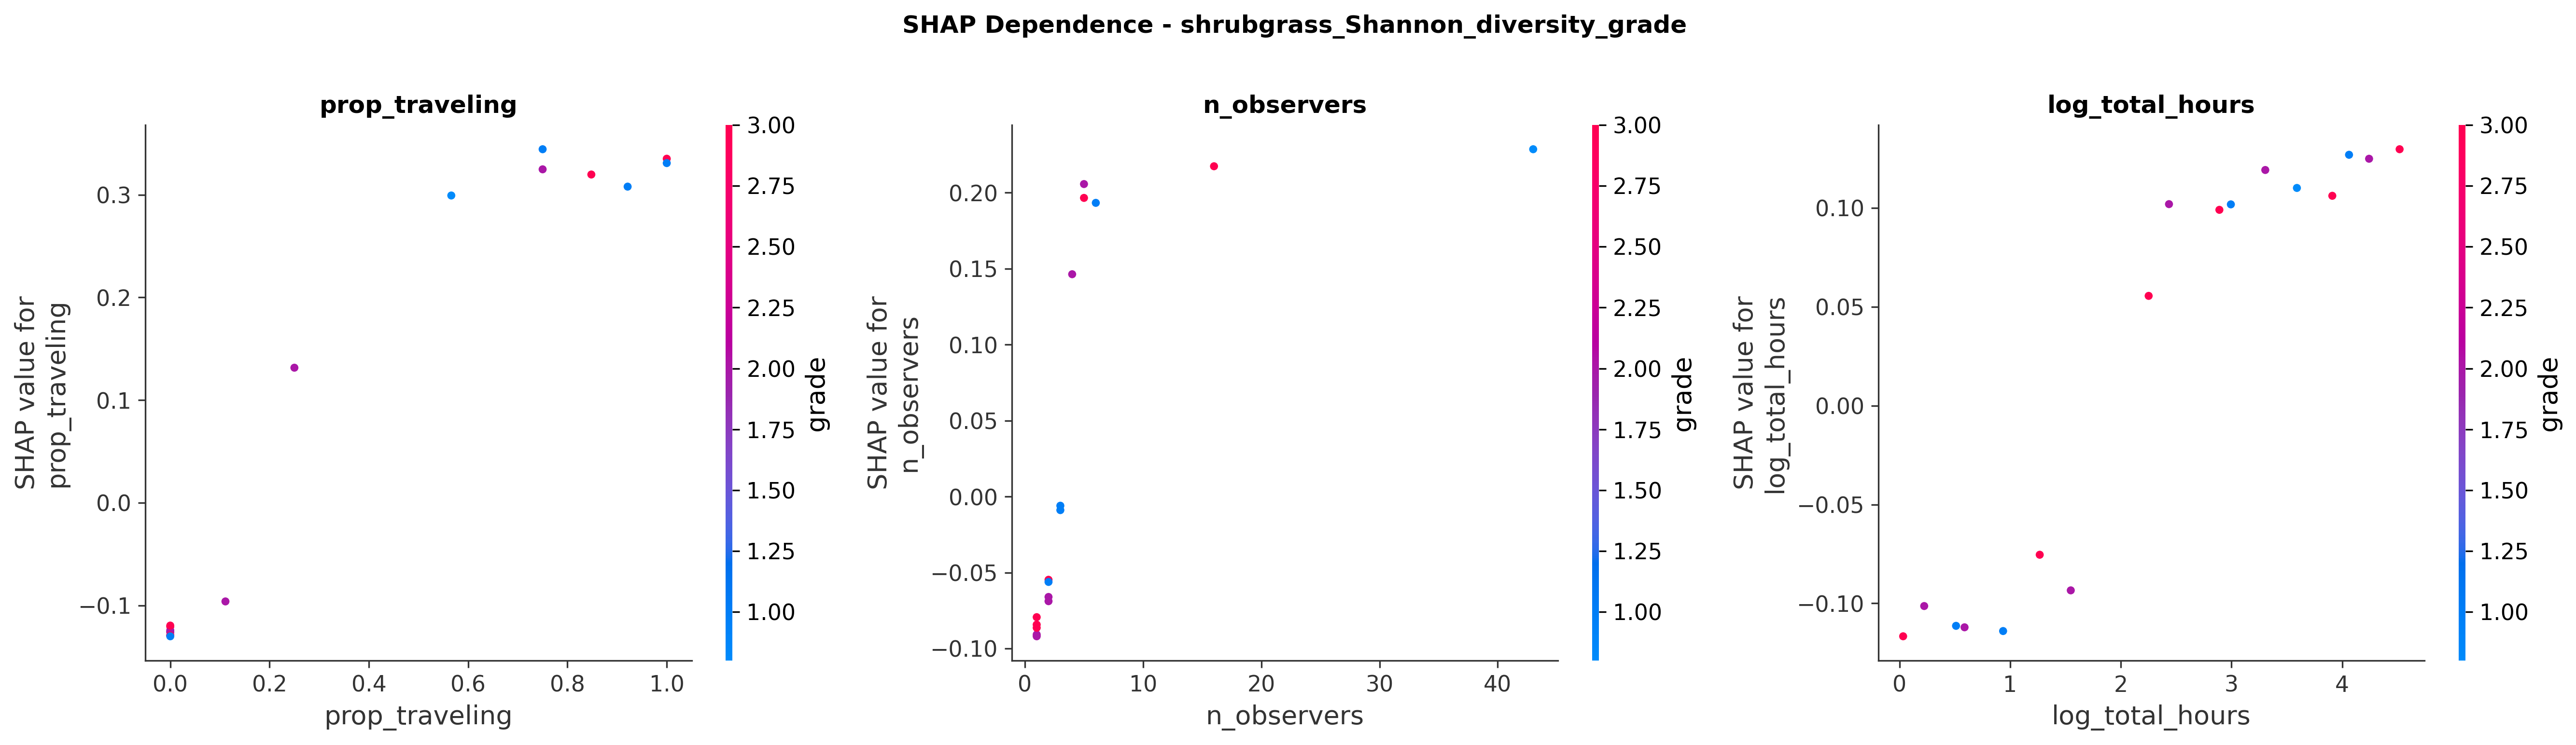 SHAP Dependence - shrubgrass_Shannon_diversity_grade
prop_traveling
SHAP value for
prop_traveling
0.3
0.2
0.1
0.0
−0.1
0.0 0.2 0.4 0.6 0.8 1.0
prop_traveling
3.00
2.75
2.50
2.25
2.00
1.75
1.50
1.25
1.00
grade
n_observers
SHAP value for
n_observers
0.20
0.15
0.10
0.05
0.00
−0.05
−0.10
0 10 20 30 40
n_observers
3.00
2.75
2.50
2.25
2.00
1.75
1.50
1.25
1.00
grade
log_total_hours
SHAP value for
log_total_hours
0.10
0.05
0.00
−0.05
−0.10
0 1 2 3 4
log_total_hours
3.00
2.75
2.50
2.25
2.00
1.75
1.50
1.25
1.00
grade